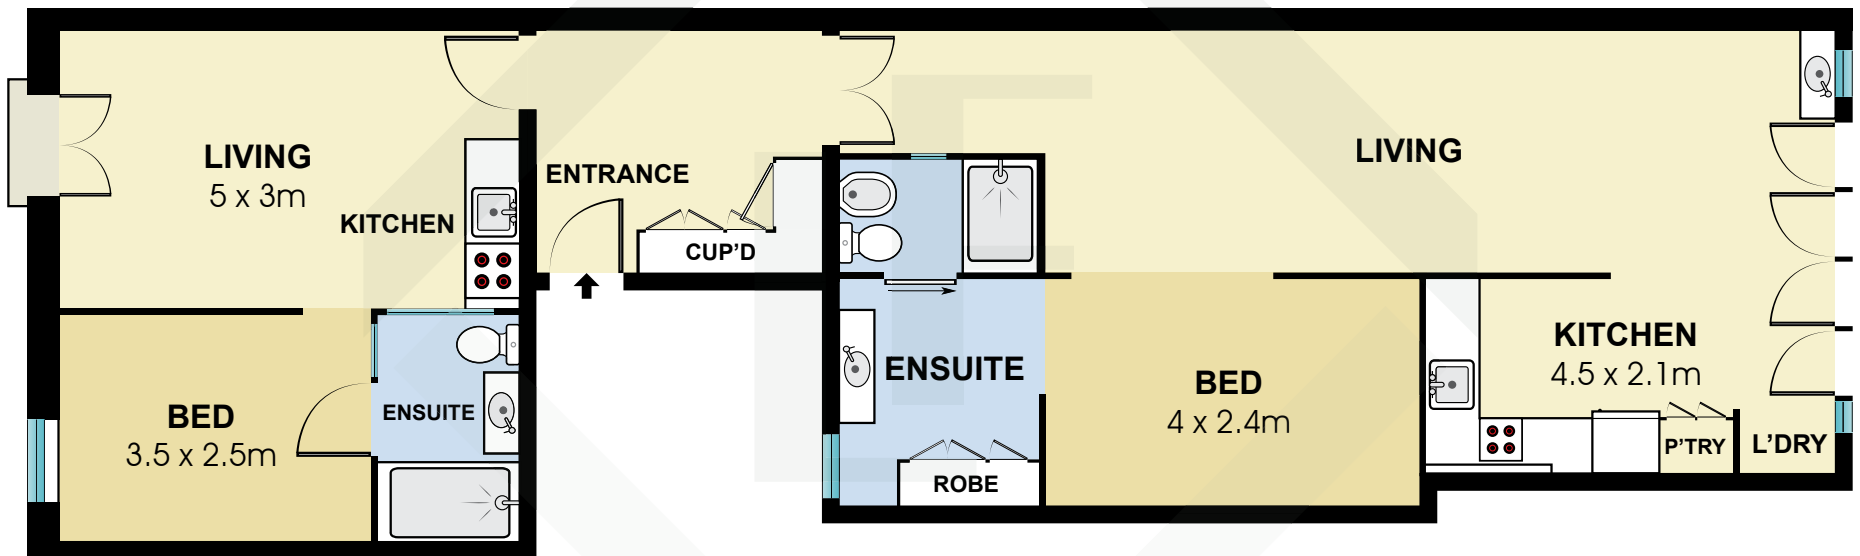 LIVING
5 x 3m
KITCHEN
ENTRANCE
CUP'D
LIVING
BED
3.5 x 2.5m
ENSUITE
ENSUITE
ROBE
BED
4 x 2.4m
KITCHEN
4.5 x 2.1m
P'TRY
L'DRY